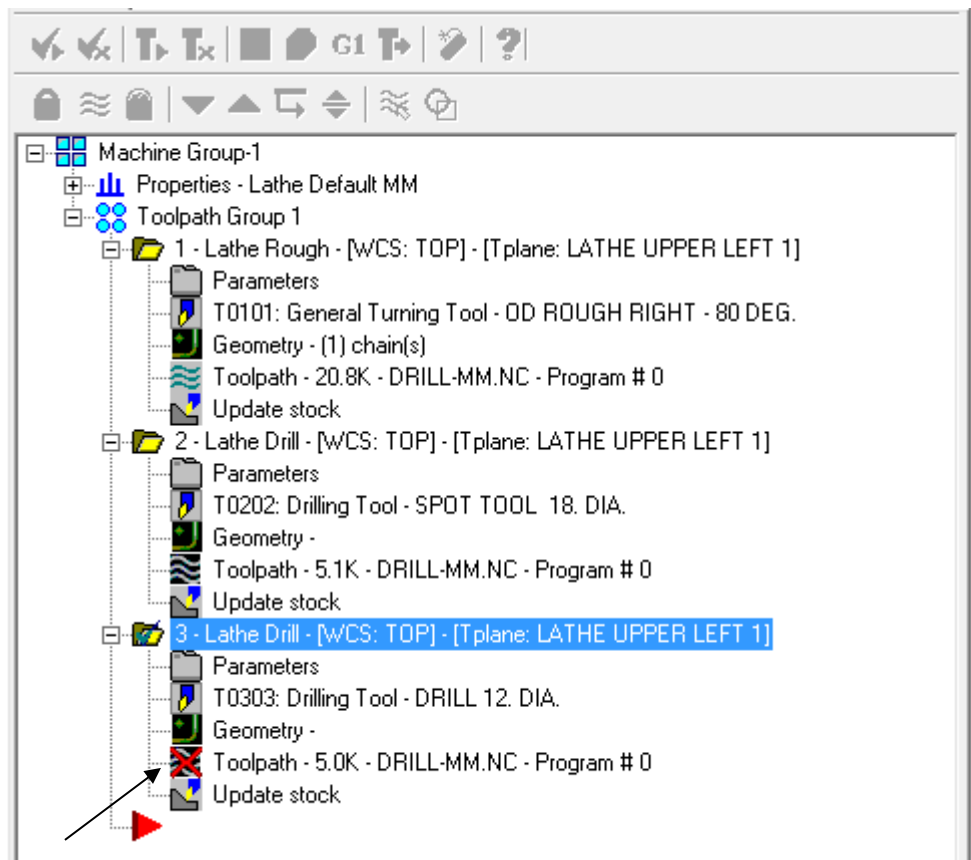 G1
Machine Group-1
Properties - Lathe Default MM
Toolpath Group 1
1 - Lathe Rough - [WCS: TOP] - [Tplane: LATHE UPPER LEFT 1]
Parameters
T0101: General Turning Tool - OD ROUGH RIGHT - 80 DEG.
Geometry - (1) chain(s)
Toolpath - 20.8K - DRILL-MM.NC - Program # 0
Update stock
2 - Lathe Drill - [WCS: TOP] - [Tplane: LATHE UPPER LEFT 1]
Parameters
T0202: Drilling Tool - SPOT TOOL  18. DIA.
Geometry -
Toolpath - 5.1K - DRILL-MM.NC - Program # 0
Update stock
3 - Lathe Drill - [WCS: TOP] - [Tplane: LATHE UPPER LEFT 1]
Parameters
T0303: Drilling Tool - DRILL 12. DIA.
Geometry -
Toolpath - 5.0K - DRILL-MM.NC - Program # 0
Update stock